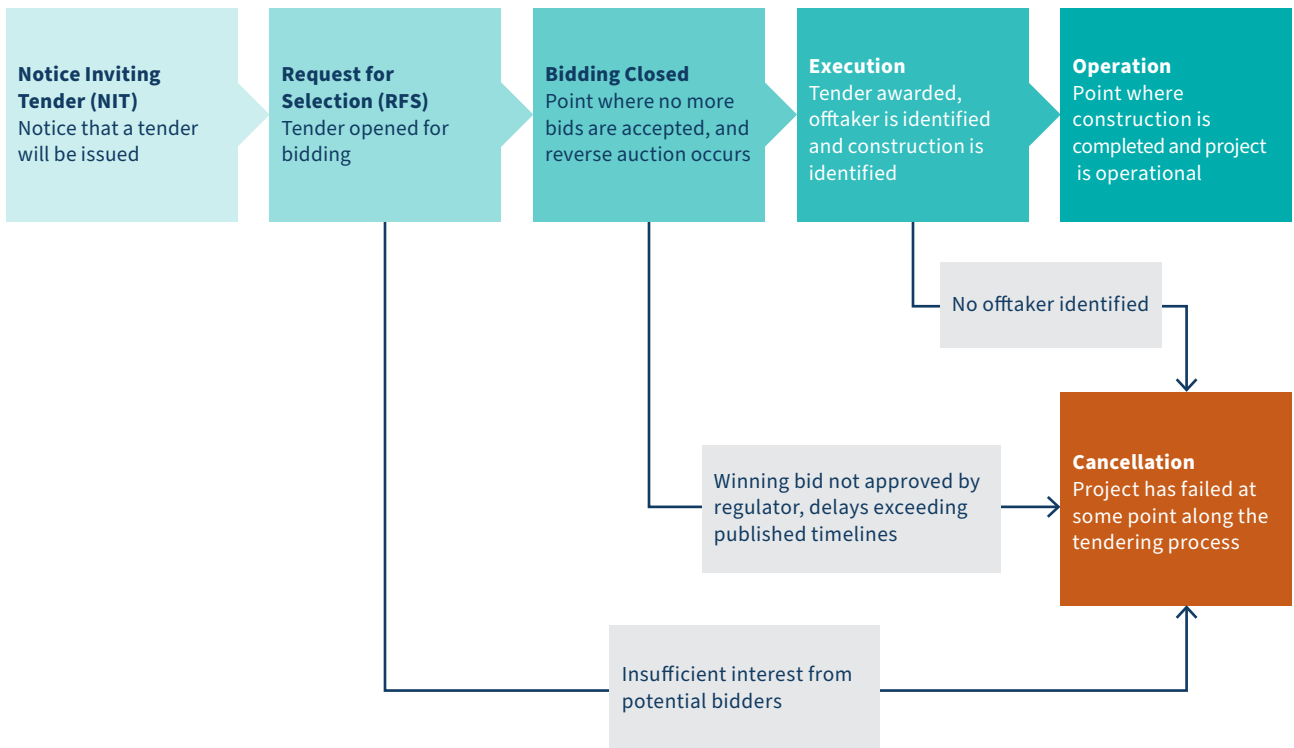 Notice Inviting
Tender (NIT)
Notice that a tender
will be issued
Request for
Selection (RFS)
Tender opened for
bidding
Bidding Closed
Point where no more
bids are accepted, and
reverse auction occurs
Execution
Tender awarded,
offtaker is identified
and construction is
identified
Operation
Point where
construction is
completed and project
is operational
No offtaker identified
Winning bid not approved by
regulator, delays exceeding
published timelines
Cancellation
Project has failed at
some point along the
tendering process
Insufficient interest from
potential bidders